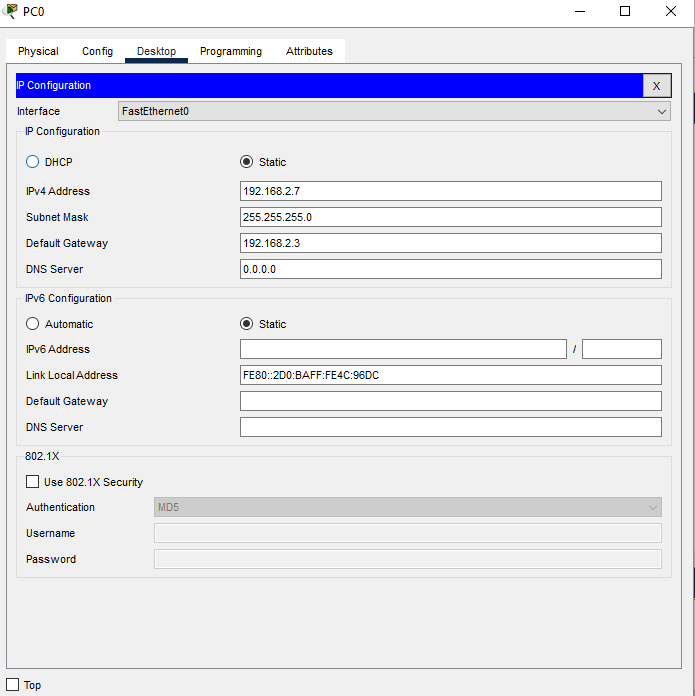 PC0
Physical Config Desktop Programming Attributes
IP Configuration X
Interface FastEthernet0
IP Configuration
DHCP Static
IPv4 Address 192.168.2.7
Subnet Mask 255.255.255.0
Default Gateway 192.168.2.3
DNS Server 0.0.0.0
IPv6 Configuration
Automatic Static
IPv6 Address /
Link Local Address FE80::2D0:BAFF:FE4C:96DC
Default Gateway
DNS Server
802.1X
Use 802.1X Security
Authentication MD5
Username
Password
Top